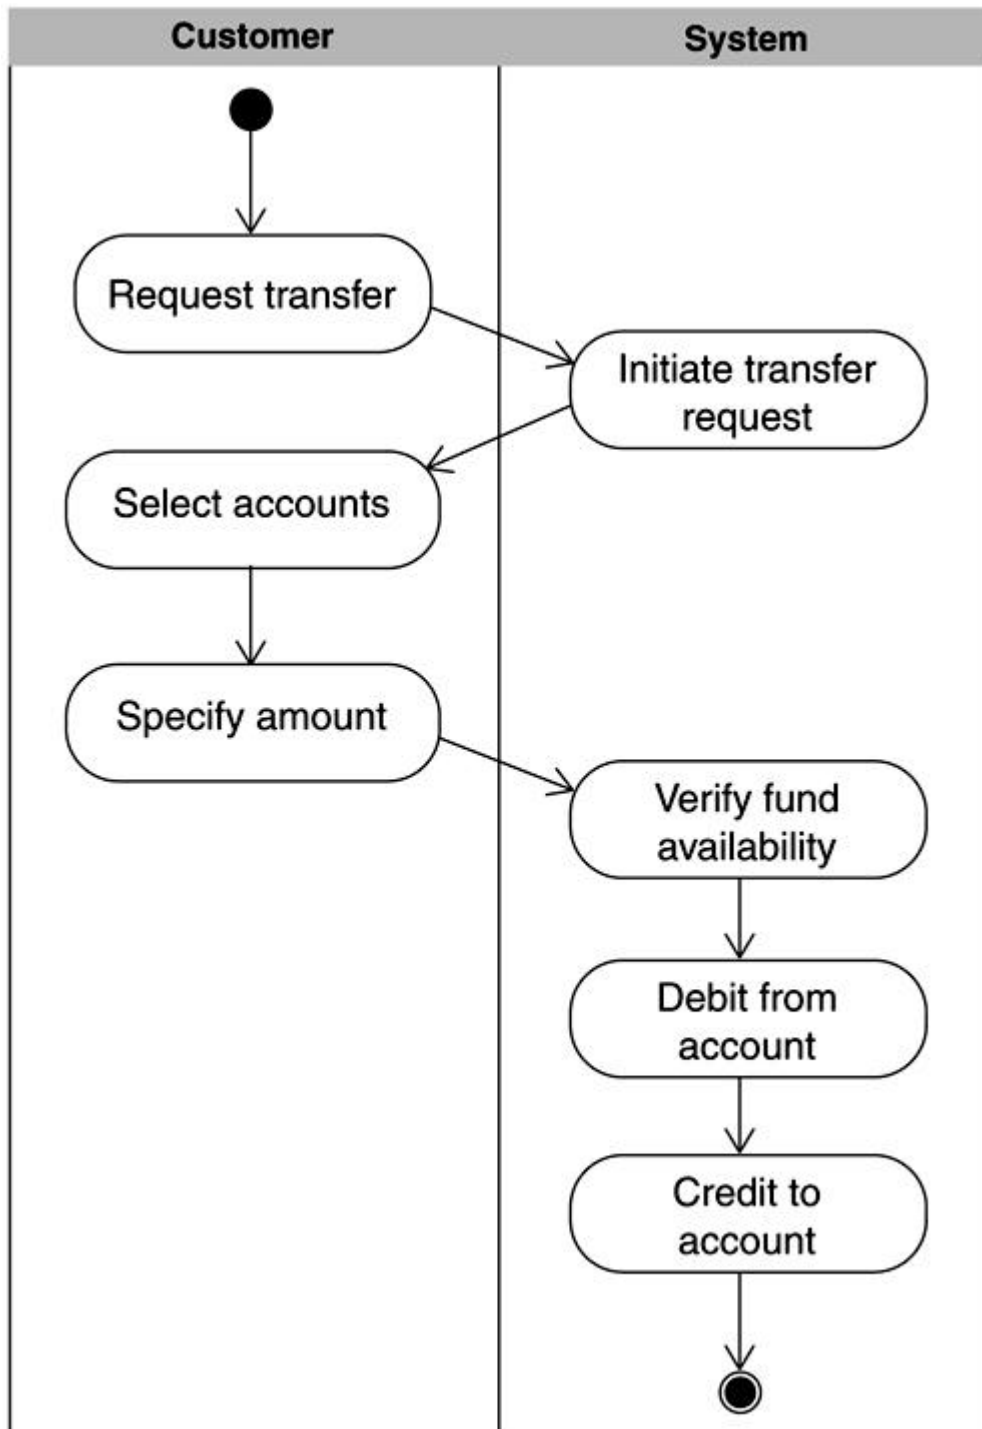 Customer
System
Request transfer
Initiate transfer
request
Select accounts
Specify amount
Verify fund
availability
Debit from
account
Credit to
account